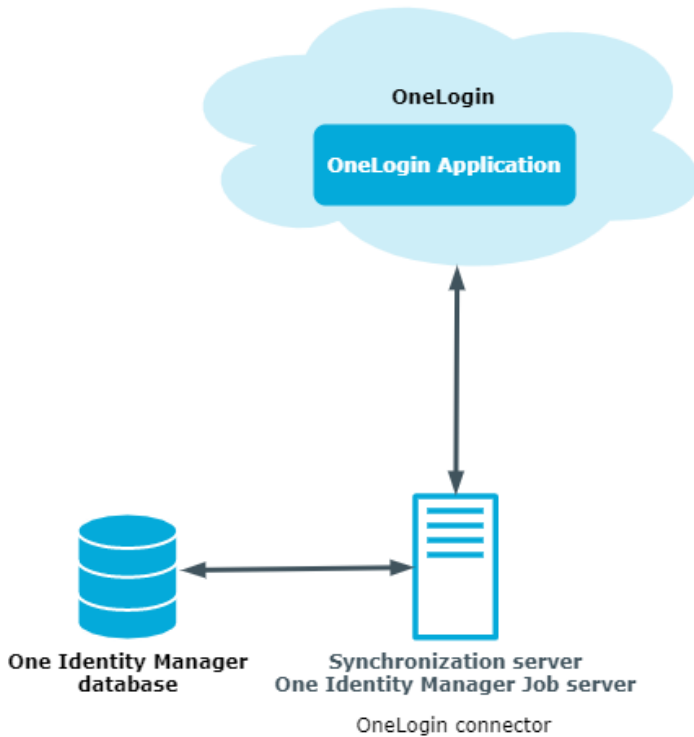 OneLogin
OneLogin Application
One Identity Manager
database
Synchronization server
One Identity Manager Job server
OneLogin connector